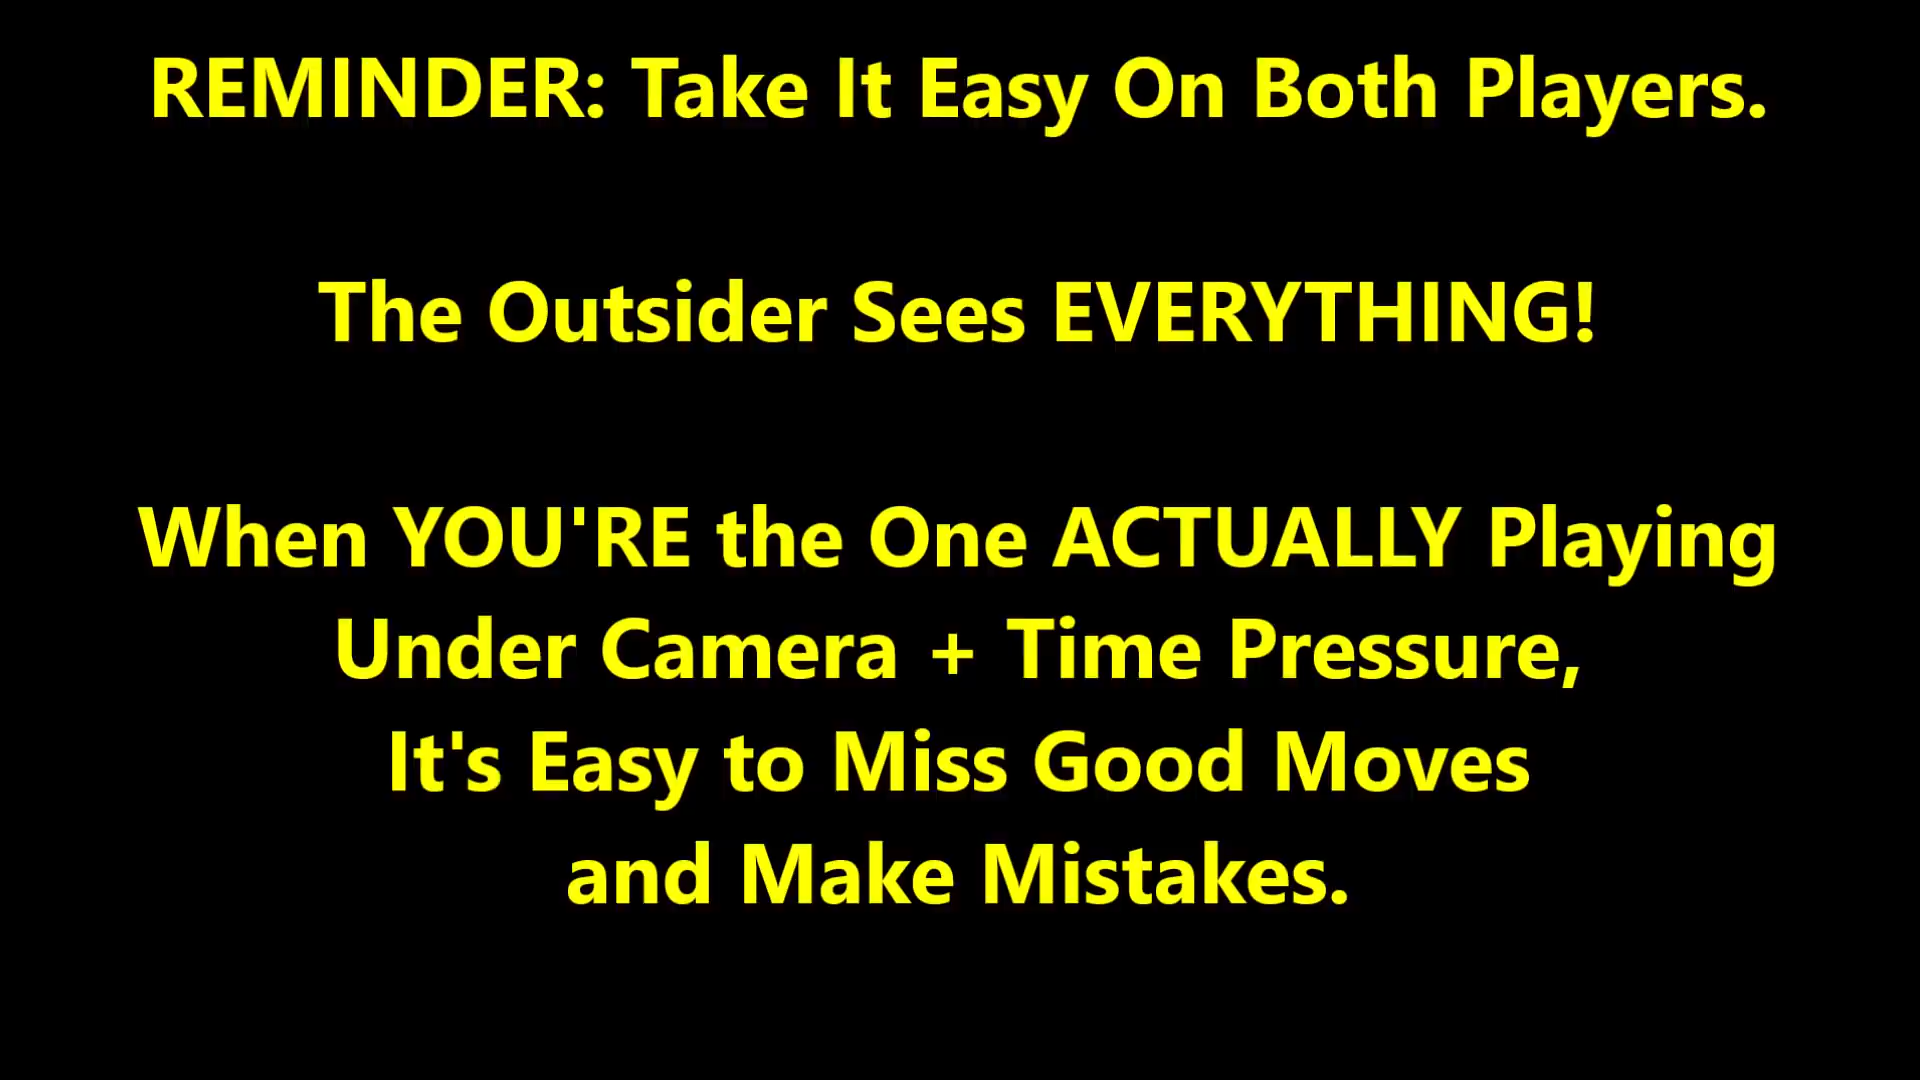 REMINDER: Take It Easy On Both Players.
The Outsider Sees EVERYTHING!
When YOU'RE the One ACTUALLY Playing
Under Camera + Time Pressure,
It's Easy to Miss Good Moves
and Make Mistakes.